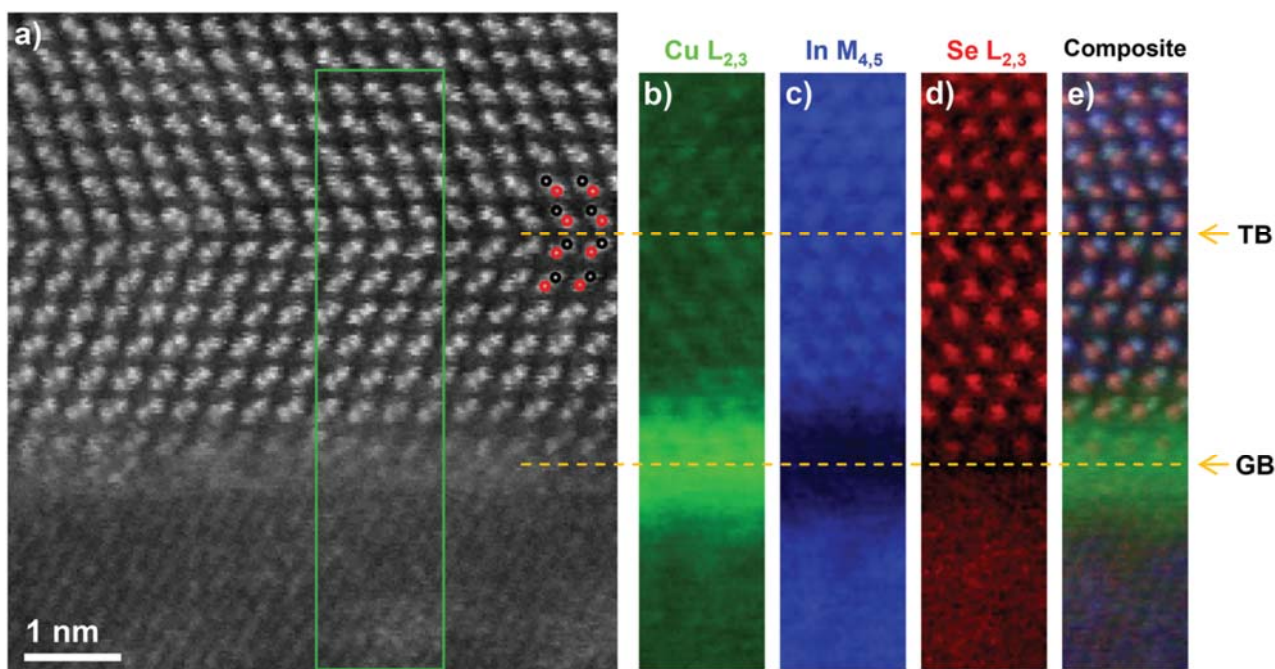 a)
1 nm
Cu L2,3
In M4,5
Se L2,3
Composite
b)
c)
d)
e)
TB
GB